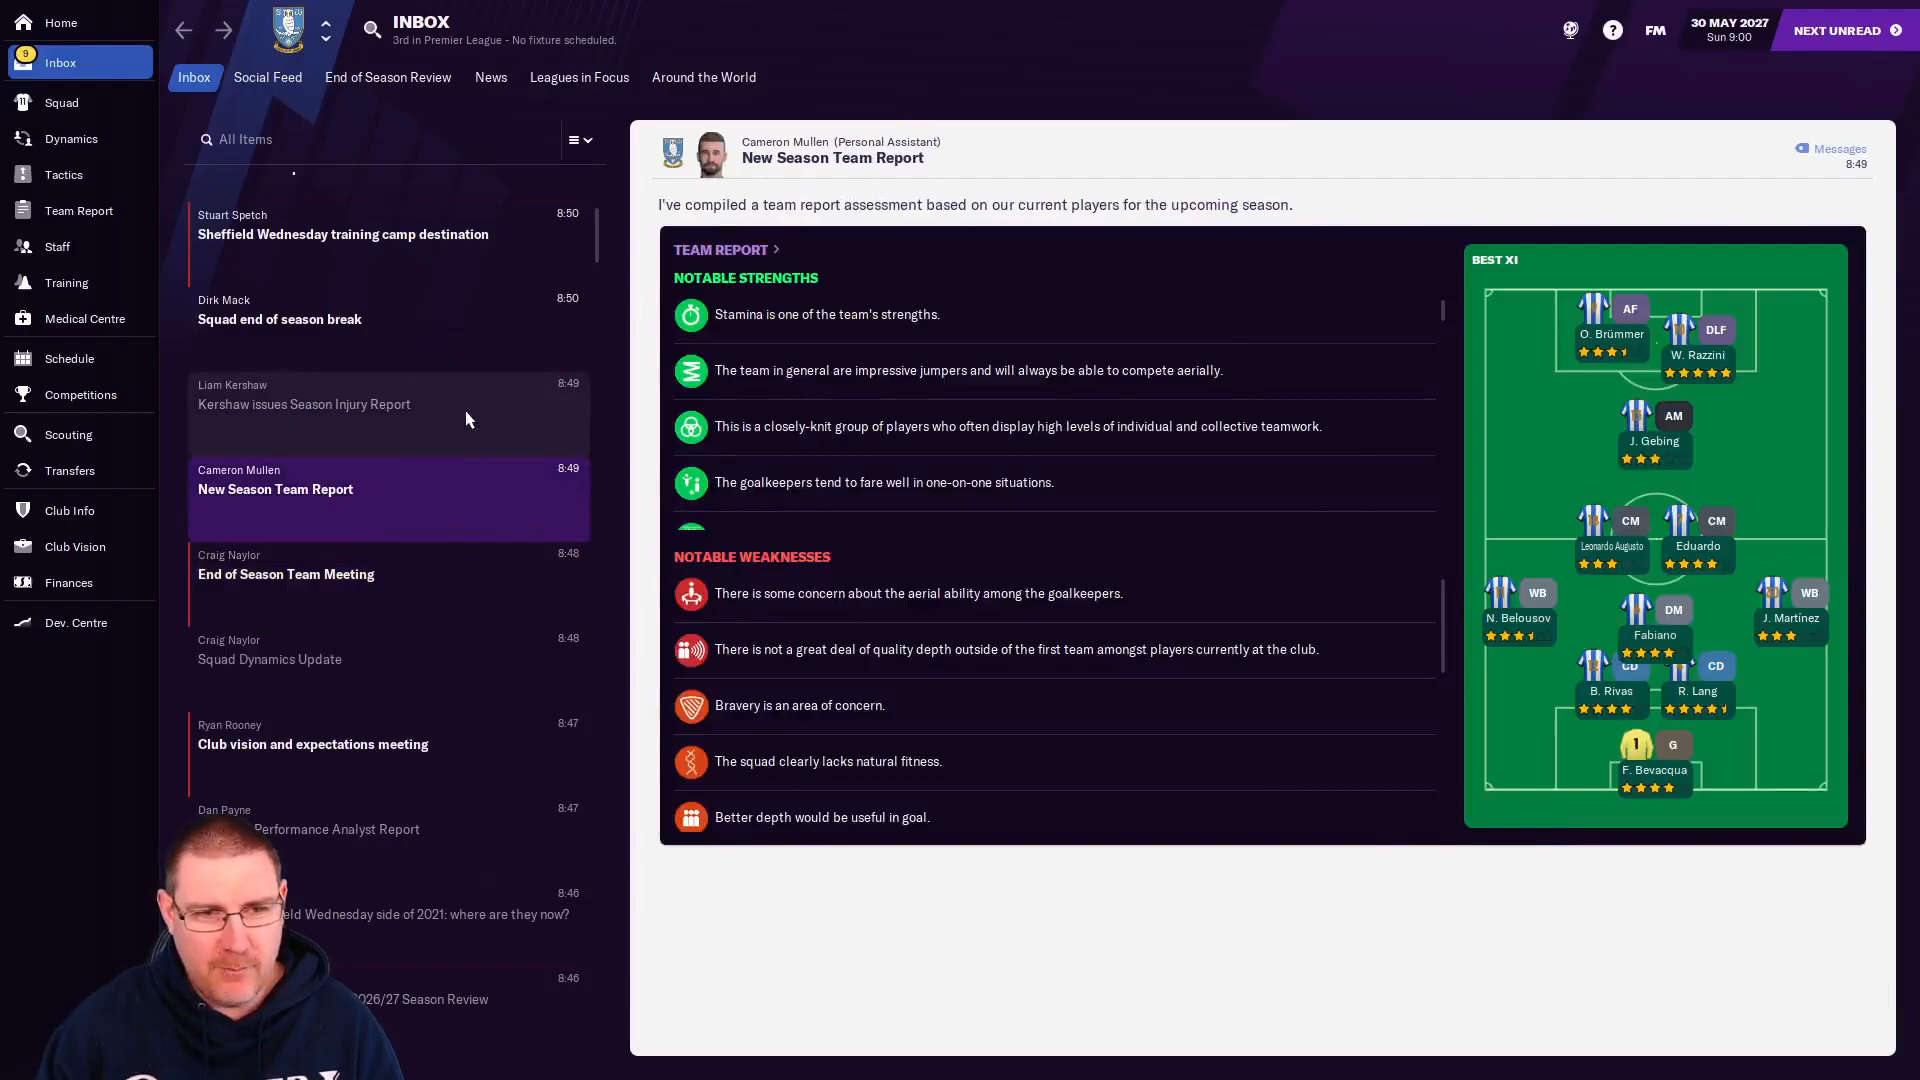 Home
9
Inbox
Squad
Dynamics
Tactics
Team Report
Staff
Training
Medical Centre
Schedule
Competitions
Scouting
Transfers
Club Info
Club Vision
Finances
Dev. Centre
INBOX
3rd in Premier League - No fixture scheduled.
FM
30 MAY 2027
Sun 9:00
NEXT UNREAD
Inbox
Social Feed
End of Season Review
News
Leagues in Focus
Around the World
All Items
Stuart Spetch 8:50
Sheffield Wednesday training camp destination
Dirk Mack 8:50
Squad end of season break
Liam Kershaw 8:49
Kershaw issues Season Injury Report
Cameron Mullen 8:49
New Season Team Report
Craig Naylor 8:48
End of Season Team Meeting
Craig Naylor 8:48
Squad Dynamics Update
Ryan Rooney 8:47
Club vision and expectations meeting
Dan Payne 8:47
Performance Analyst Report
8:46
eld Wednesday side of 2021: where are they now?
8:46
2026/27 Season Review
Cameron Mullen (Personal Assistant)
New Season Team Report
Messages
8:49
I've compiled a team report assessment based on our current players for the upcoming season.
TEAM REPORT >
NOTABLE STRENGTHS
Stamina is one of the team's strengths.
The team in general are impressive jumpers and will always be able to compete aerially.
This is a closely-knit group of players who often display high levels of individual and collective teamwork.
The goalkeepers tend to fare well in one-on-one situations.
NOTABLE WEAKNESSES
There is some concern about the aerial ability among the goalkeepers.
There is not a great deal of quality depth outside of the first team amongst players currently at the club.
Bravery is an area of concern.
The squad clearly lacks natural fitness.
Better depth would be useful in goal.
BEST XI
AF
O. Brümmer
DLF
W. Razzini
AM
J. Gebing
CM
Leonardo Augusto
CM
Eduardo
WB
N. Belousov
DM
Fabiano
WB
J. Martínez
CD
B. Rivas
CD
R. Lang
1
G
F. Bevacqua